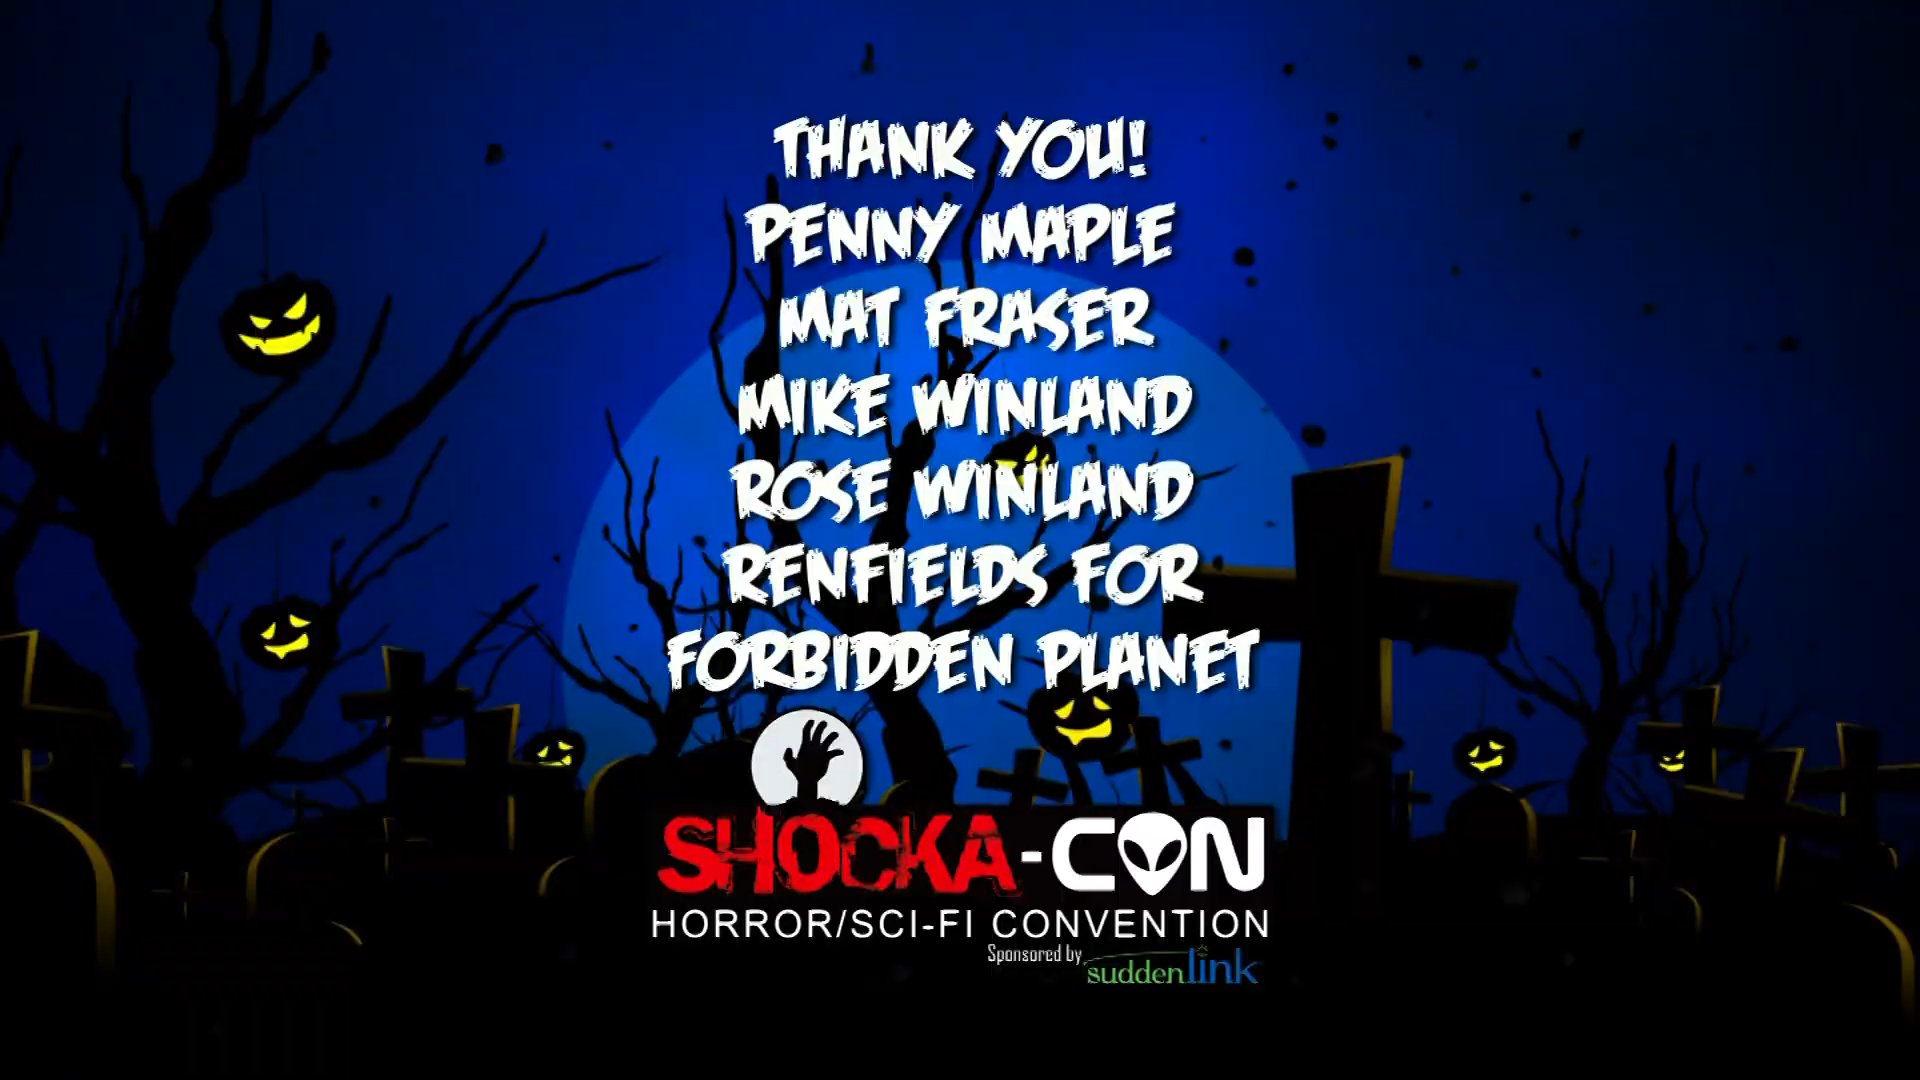 THANK YOU!
PENNY MAPLE
MAT FRASER
MIKE WINLAND
ROSE WINLAND
RENFIELDS FOR
FORBIDDEN PLANET
SHOCKA-CON
HORROR/SCI-FI CONVENTION
Sponsored by suddenlink